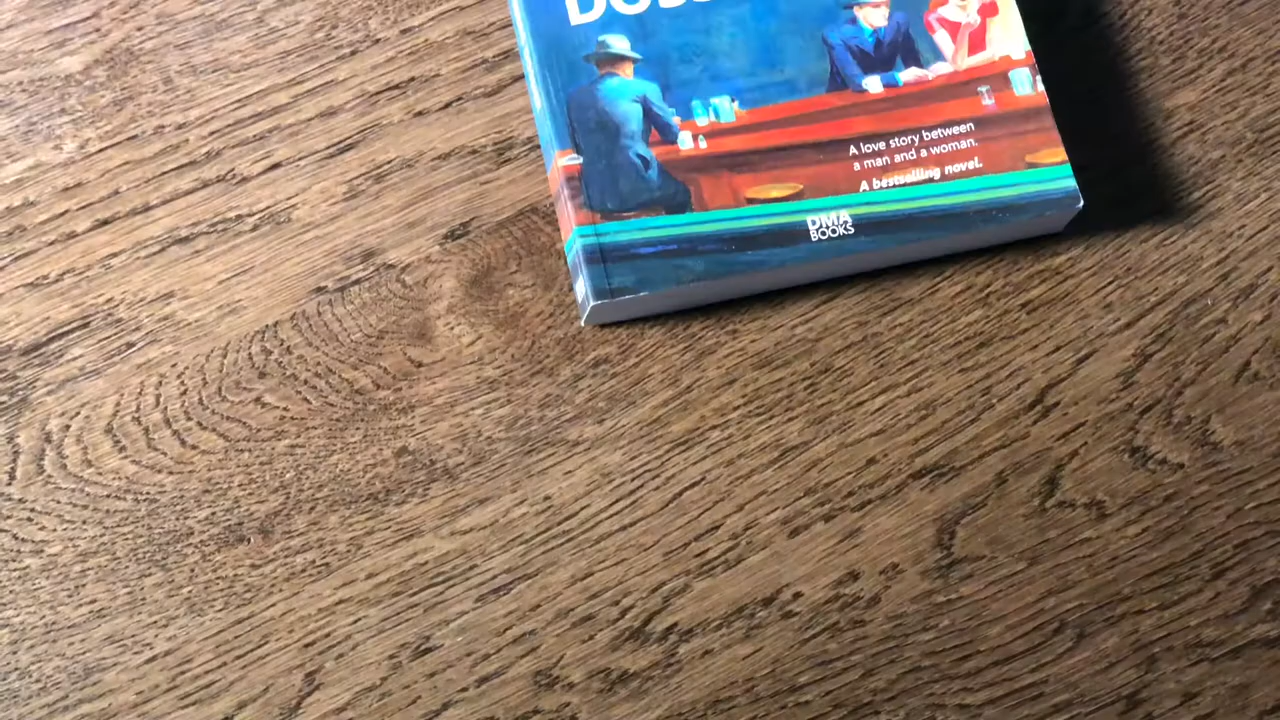 A love story between
a man and a woman.
A bestselling novel.
DMA
BOOKS